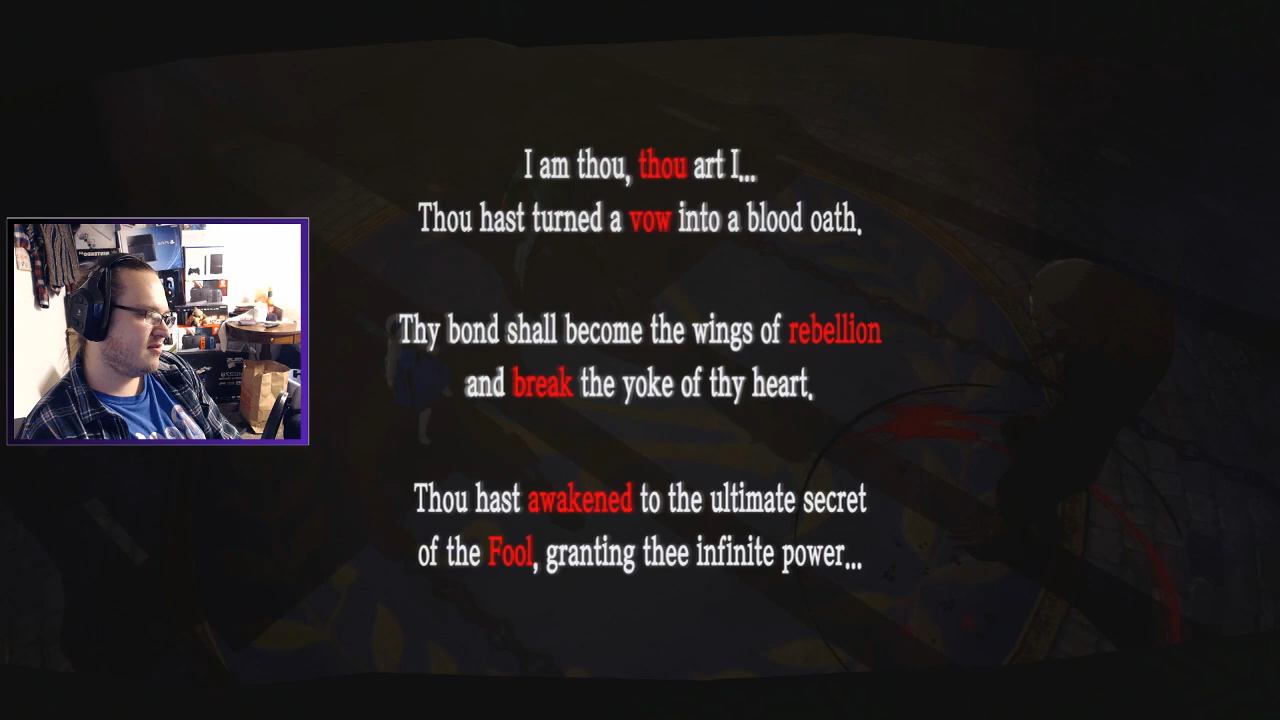 I am thou, thou art I...
Thou hast turned a vow into a blood oath.
Thy bond shall become the wings of rebellion
and break the yoke of thy heart.
Thou hast awakened to the ultimate secret
of the Fool, granting thee infinite power...